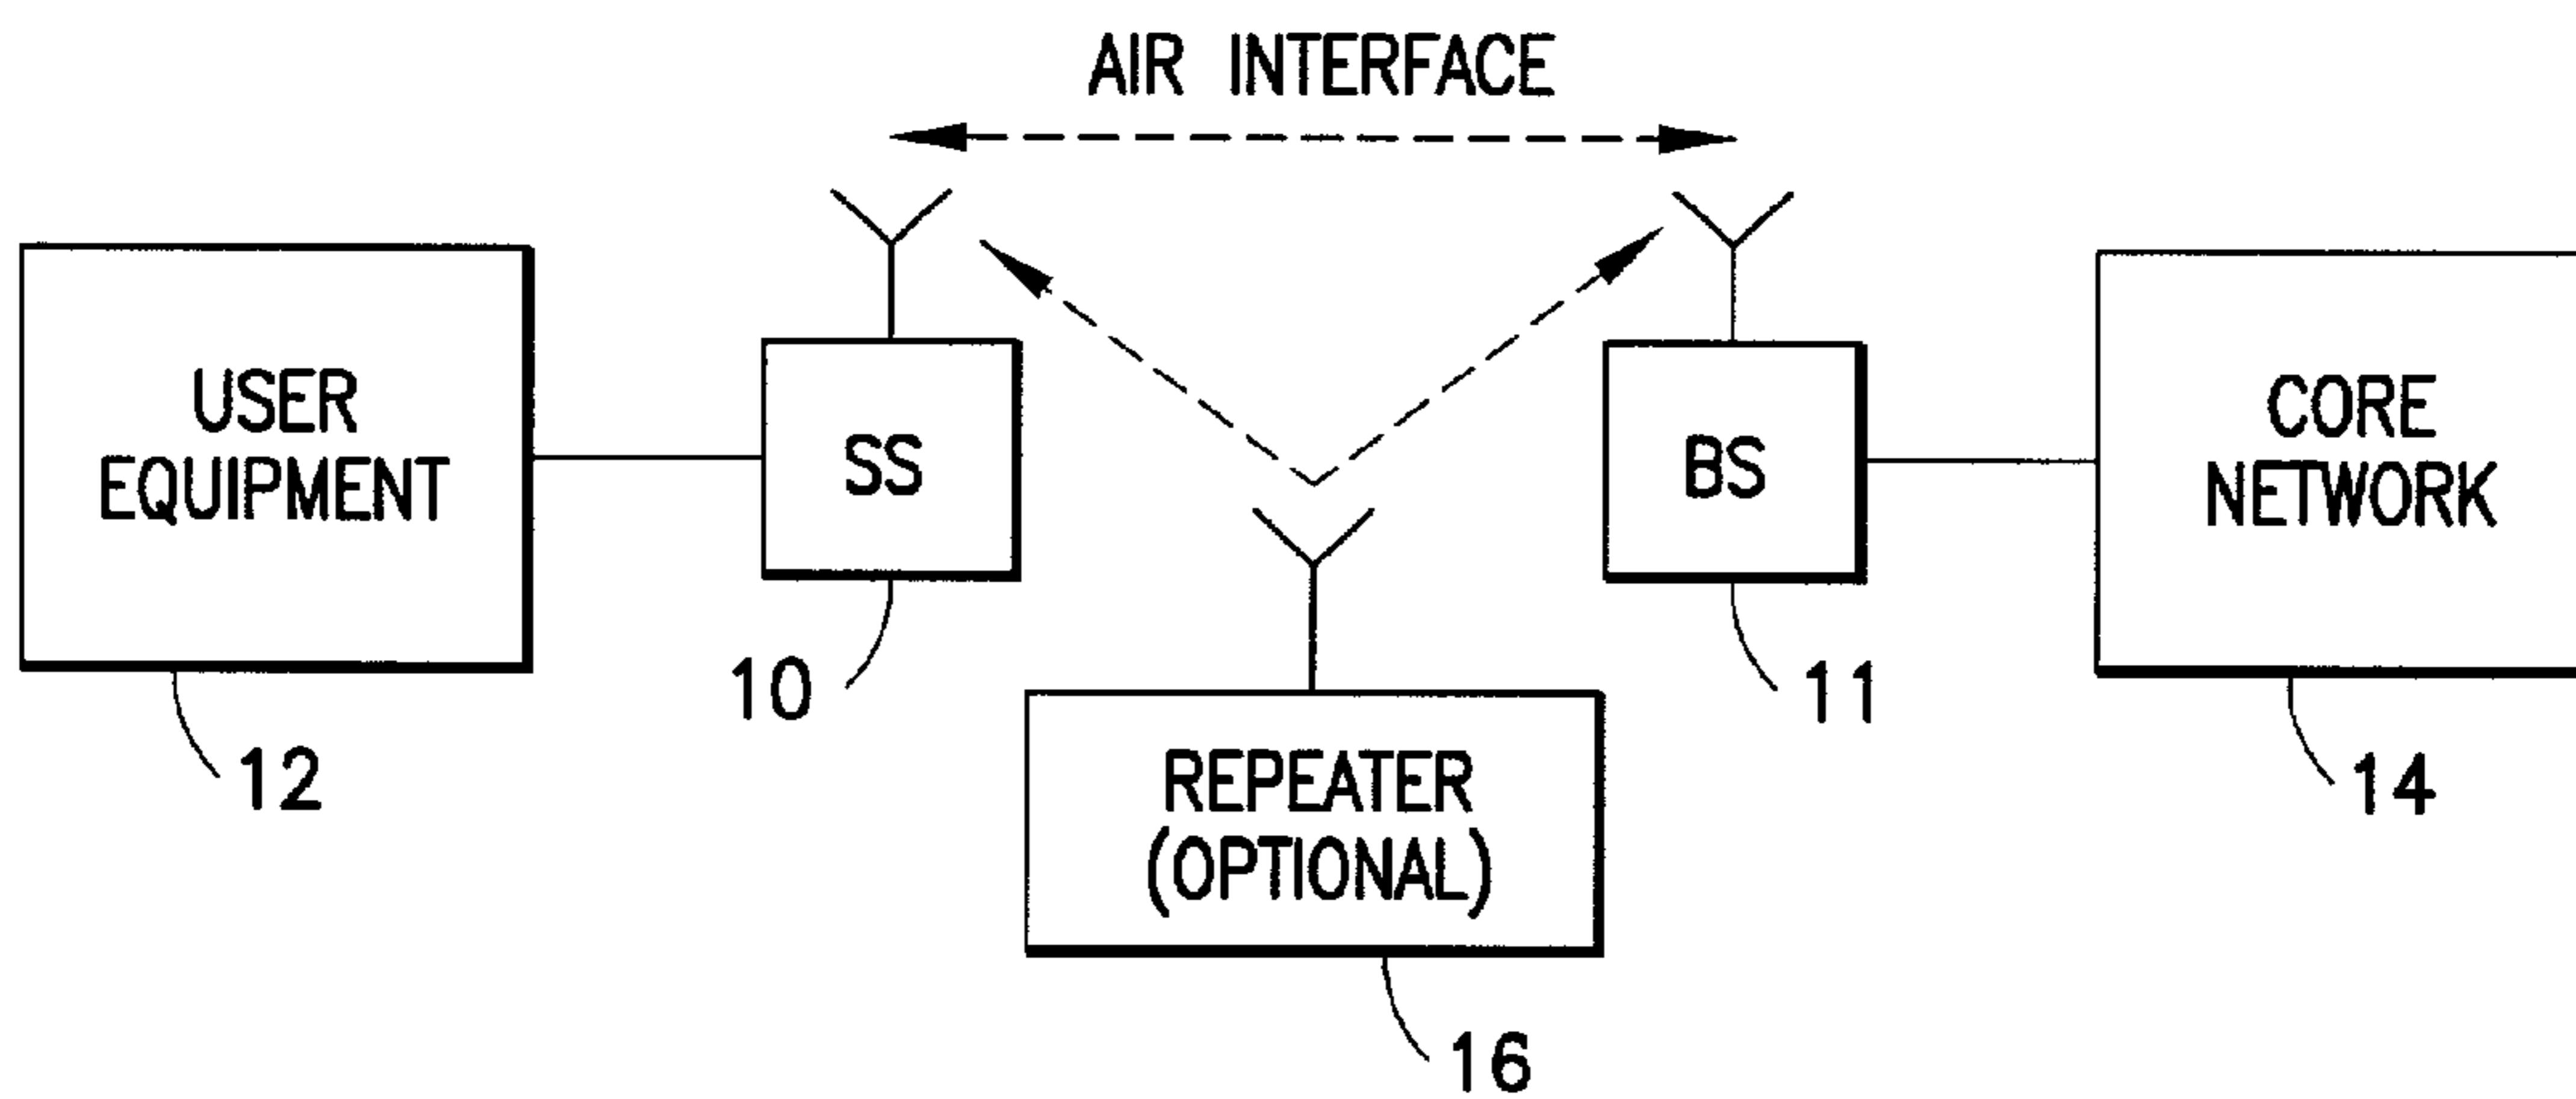 AIR INTERFACE
USER
EQUIPMENT
SS
BS
CORE
NETWORK
10
11
12
14
REPEATER
(OPTIONAL)
16